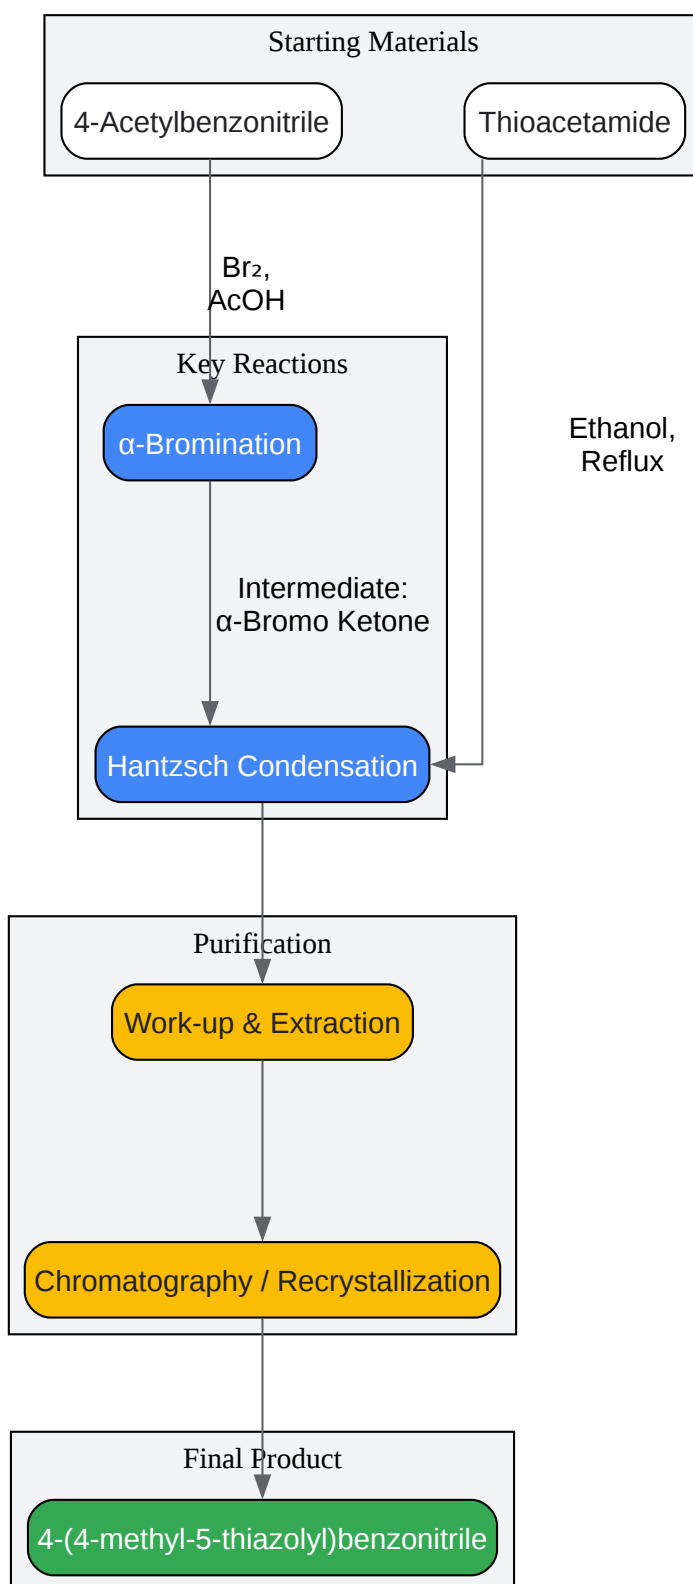 Starting Materials
4-Acetylbenzonitrile
Thioacetamide
Br₂,
AcOH
Key Reactions
α-Bromination
Ethanol,
Reflux
Intermediate:
α-Bromo Ketone
Hantzsch Condensation
Purification
Work-up & Extraction
Chromatography / Recrystallization
Final Product
4-(4-methyl-5-thiazolyl)benzonitrile